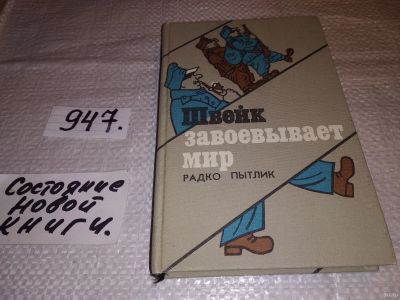 947.
Состояние
новой
книги.
Швейк
завоевывает
мир
РАДКО ПЫТЛИК